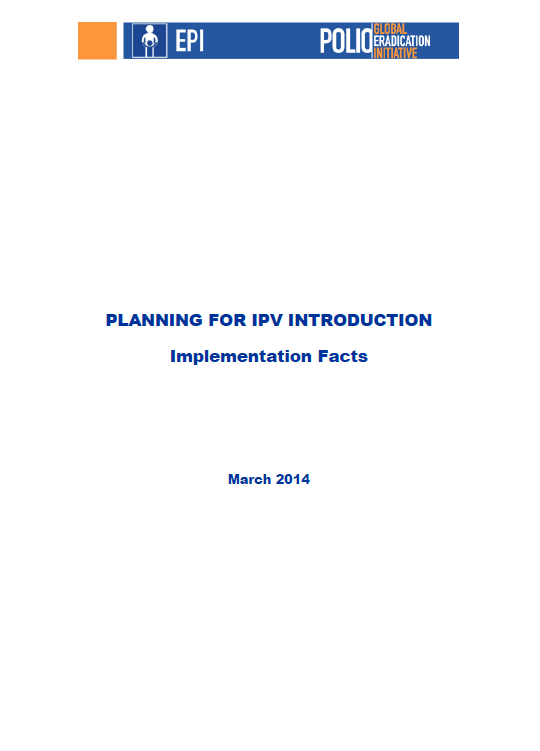 EPI
POLIO GLOBAL
ERADICATION
INITIATIVE
PLANNING FOR IPV INTRODUCTION
Implementation Facts
March 2014